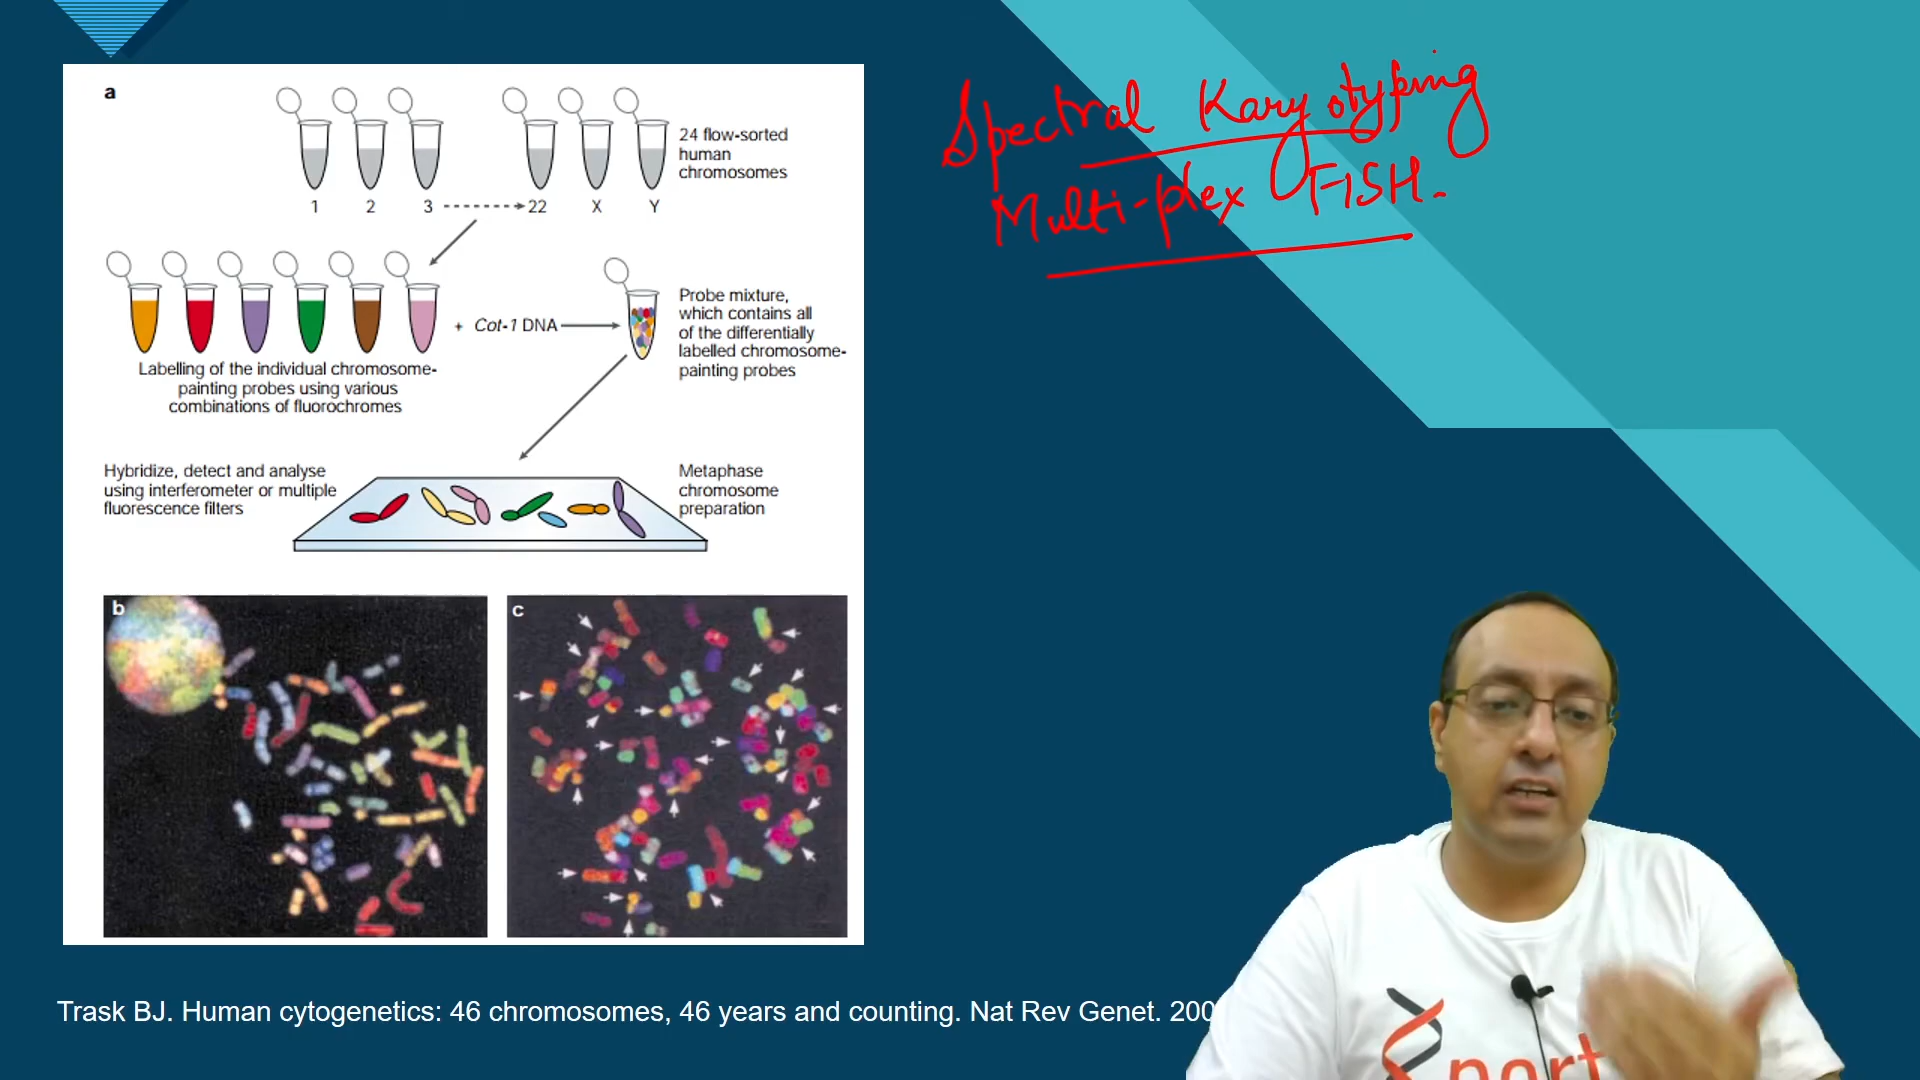 a
24 flow-sorted
human
chromosomes
1 2 3 22 X Y
+ Cot-1 DNA
Probe mixture,
which contains all
of the differentially
labelled chromosome-
painting probes
Labelling of the individual chromosome-
painting probes using various
combinations of fluorochromes
Hybridize, detect and analyse
using interferometer or multiple
fluorescence filters
Metaphase
chromosome
preparation
b
c
Spectral Karyotyping
Multi-plex FISH.
Trask BJ. Human cytogenetics: 46 chromosomes, 46 years and counting. Nat Rev Genet. 200